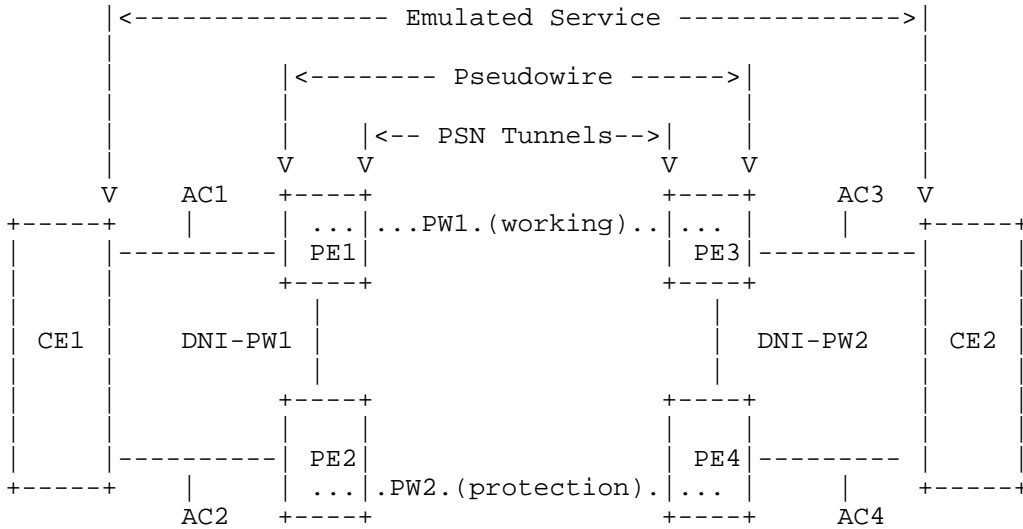 |<---------------- Emulated Service -------------->|
|<-------- Pseudowire ------>|
|<-- PSN Tunnels-->|
V V V V
V AC1 +----+ +----+ AC3 V
+-----+ | | ...|...PW1.(working)..|... | | +-----+
|----------| PE1| | PE3|----------|
+----+ +----+
CE1 | DNI-PW1 | | DNI-PW2 | CE2
+----+ +----+
|----------| PE2| | PE4|---------
+-----+ | | ...|.PW2.(protection).|... | | +-----+
AC2 +----+ +----+ AC4